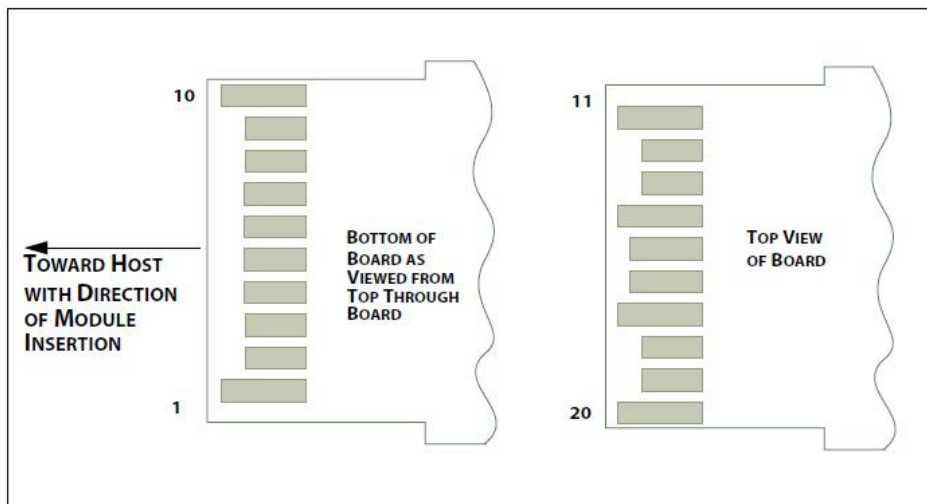 10
1
TOWARD HOST
WITH DIRECTION
OF MODULE
INSERTION
BOTTOM OF
BOARD AS
VIEWED FROM
TOP THROUGH
BOARD
11
20
TOP VIEW
OF BOARD